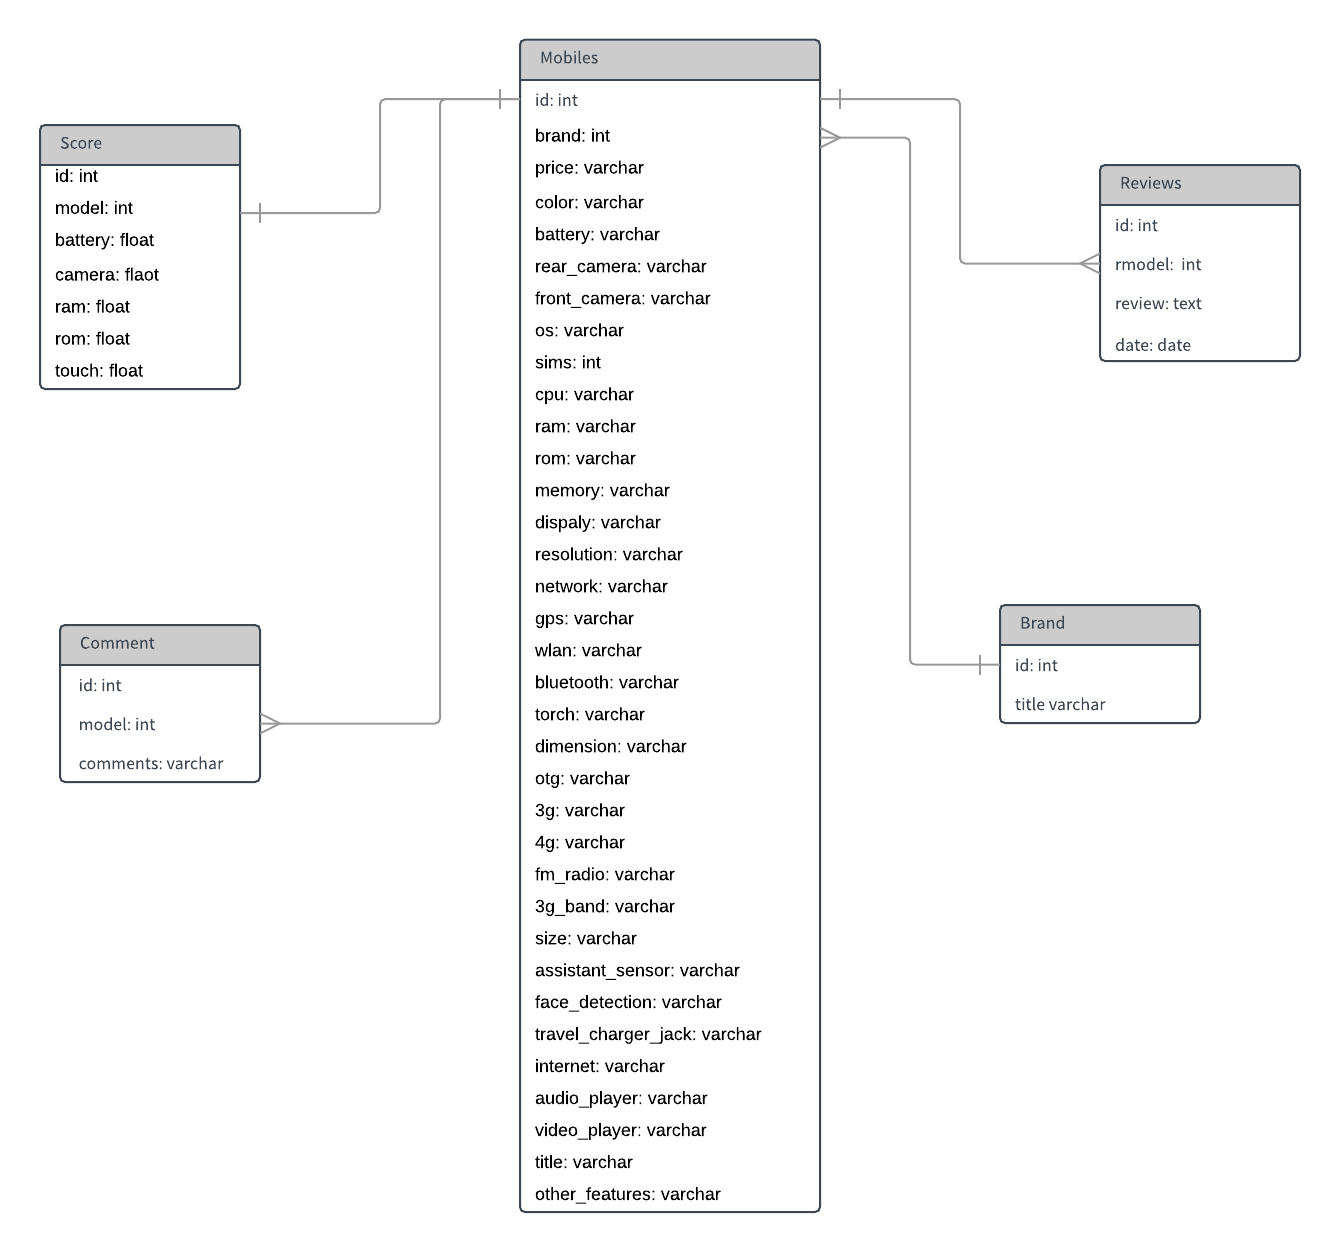 Mobiles
id: int
brand: int
price: varchar
color: varchar
battery: varchar
rear_camera: varchar
front_camera: varchar
os: varchar
sims: int
cpu: varchar
ram: varchar
rom: varchar
memory: varchar
dispaly: varchar
resolution: varchar
network: varchar
gps: varchar
wlan: varchar
bluetooth: varchar
torch: varchar
dimension: varchar
otg: varchar
3g: varchar
4g: varchar
fm_radio: varchar
3g_band: varchar
size: varchar
assistant_sensor: varchar
face_detection: varchar
travel_charger_jack: varchar
internet: varchar
audio_player: varchar
video_player: varchar
title: varchar
other_features: varchar
Score
id: int
model: int
battery: float
camera: flaot
ram: float
rom: float
touch: float
Comment
id: int
model: int
comments: varchar
Reviews
id: int
rmodel:  int
review: text
date: date
Brand
id: int
title varchar